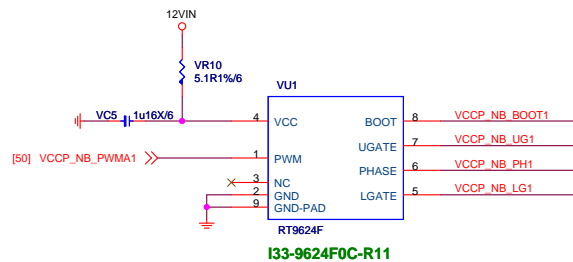 12VIN
VR10
5.1R1%/6
VU1
VC5 1u16X/6
4 VCC BOOT 8 VCCP_NB_BOOT1
UGATE 7 VCCP_NB_UG1
[50] VCCP_NB_PWMA1 1 PWM
PHASE 6 VCCP_NB_PH1
3 NC
2 GND LGATE 5 VCCP_NB_LG1
9 GND-PAD
RT9624F
I33-9624F0C-R11